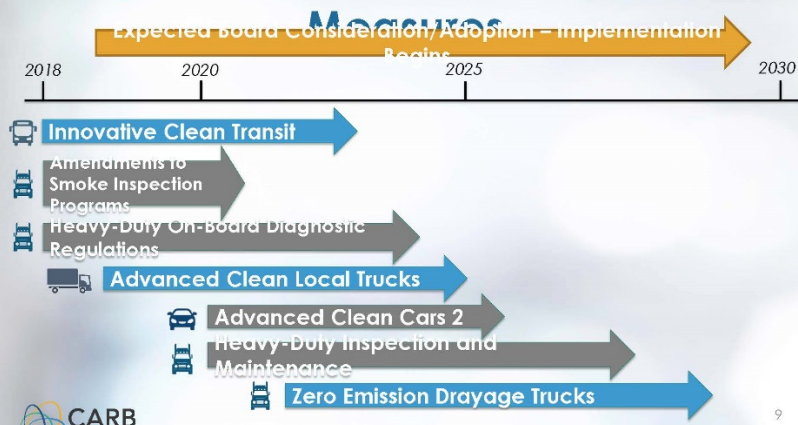 Measures
Expected Board Consideration/Adoption – Implementation
Begins
2018
2020
2025
2030
Innovative Clean Transit
Amendments to
Smoke Inspection
Programs
Heavy-Duty On-Board Diagnostic
Regulations
Advanced Clean Local Trucks
Advanced Clean Cars 2
Heavy-Duty Inspection and
Maintenance
Zero Emission Drayage Trucks
CARB
9